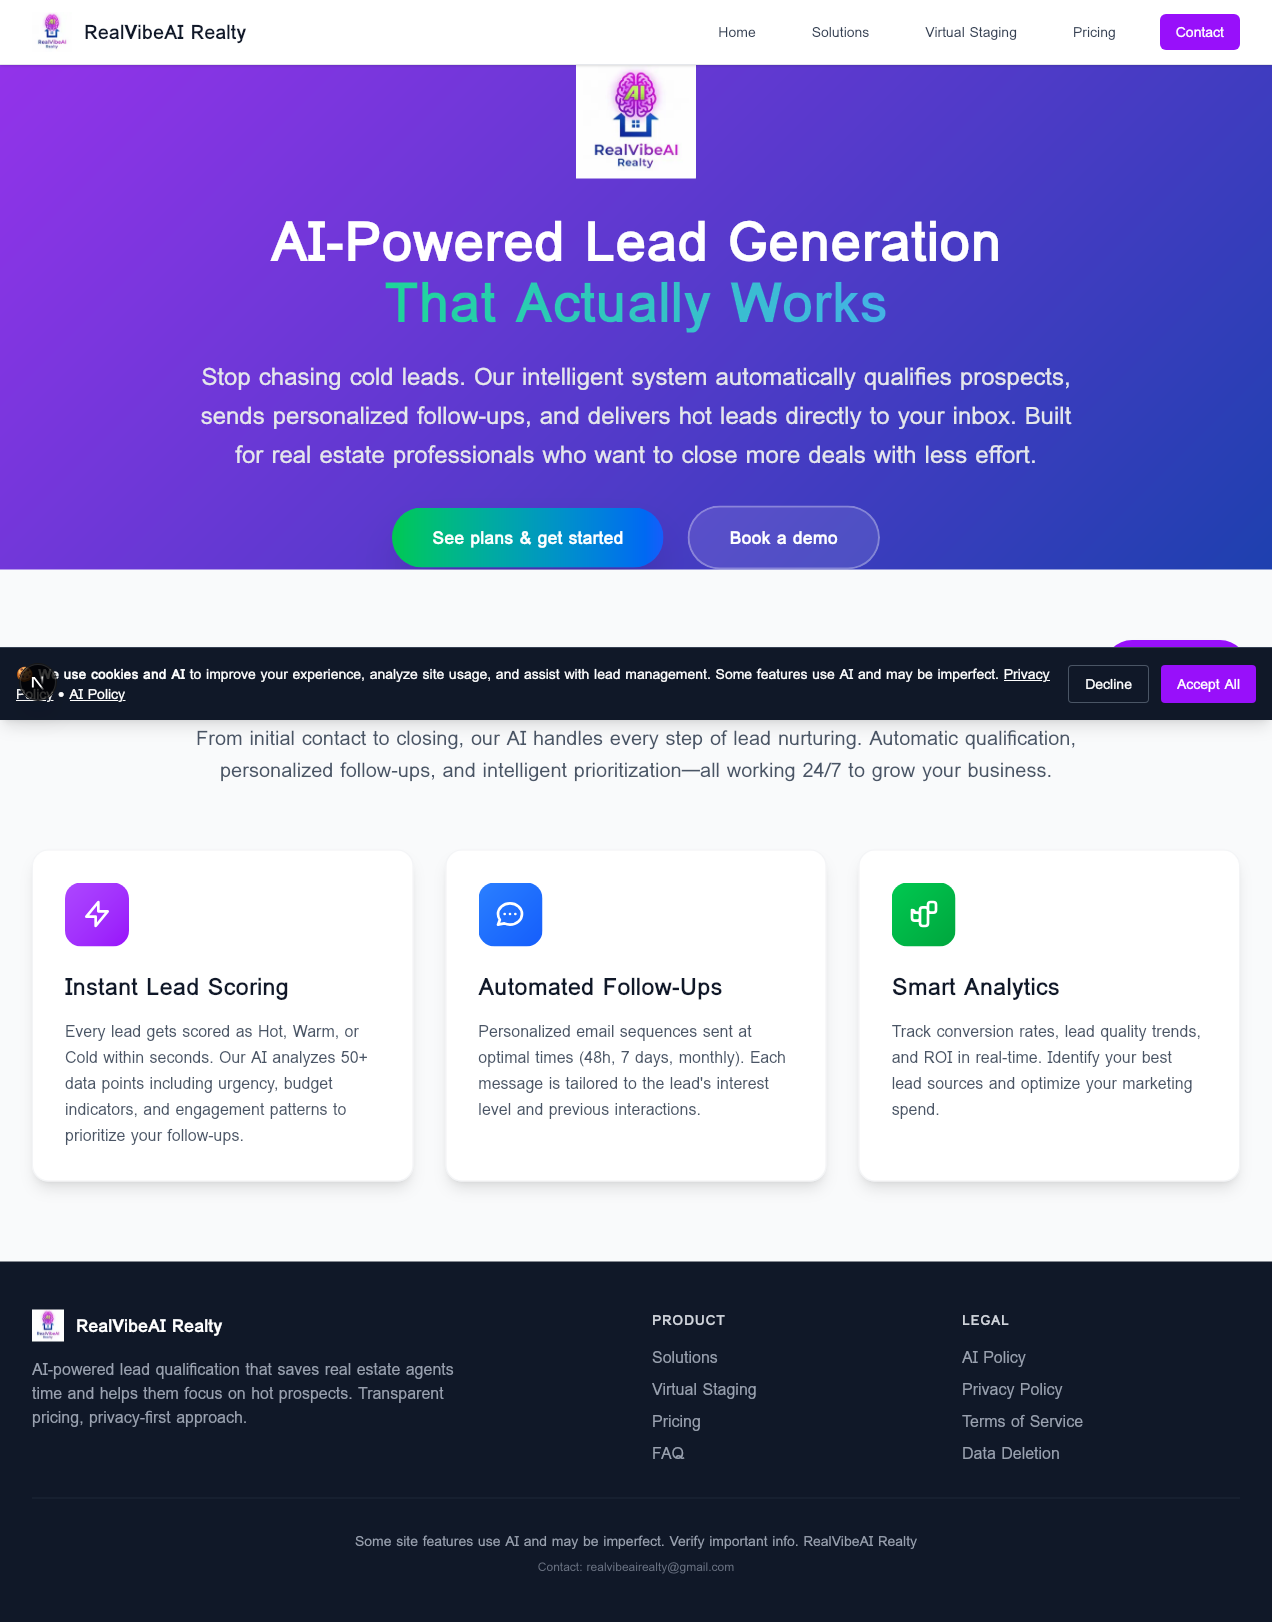 RealVibeAI Realty
RealVibeAI Realty
Home
Solutions
Virtual Staging
Pricing
Contact
AI
RealVibeAI
Realty
AI-Powered Lead Generation
That Actually Works
Stop chasing cold leads. Our intelligent system automatically qualifies prospects,
sends personalized follow-ups, and delivers hot leads directly to your inbox. Built
for real estate professionals who want to close more deals with less effort.
See plans & get started
Book a demo
N
We use cookies and AI to improve your experience, analyze site usage, and assist with lead management. Some features use AI and may be imperfect. Privacy
Policy • AI Policy
Decline
Accept All
From initial contact to closing, our AI handles every step of lead nurturing. Automatic qualification,
personalized follow-ups, and intelligent prioritization—all working 24/7 to grow your business.
Instant Lead Scoring
Every lead gets scored as Hot, Warm, or
Cold within seconds. Our AI analyzes 50+
data points including urgency, budget
indicators, and engagement patterns to
prioritize your follow-ups.
Automated Follow-Ups
Personalized email sequences sent at
optimal times (48h, 7 days, monthly). Each
message is tailored to the lead's interest
level and previous interactions.
Smart Analytics
Track conversion rates, lead quality trends,
and ROI in real-time. Identify your best
lead sources and optimize your marketing
spend.
RealVibeAI
Realty
RealVibeAI Realty
AI-powered lead qualification that saves real estate agents
time and helps them focus on hot prospects. Transparent
pricing, privacy-first approach.
PRODUCT
Solutions
Virtual Staging
Pricing
FAQ
LEGAL
AI Policy
Privacy Policy
Terms of Service
Data Deletion
Some site features use AI and may be imperfect. Verify important info. RealVibeAI Realty
Contact: realvibeairealty@gmail.com